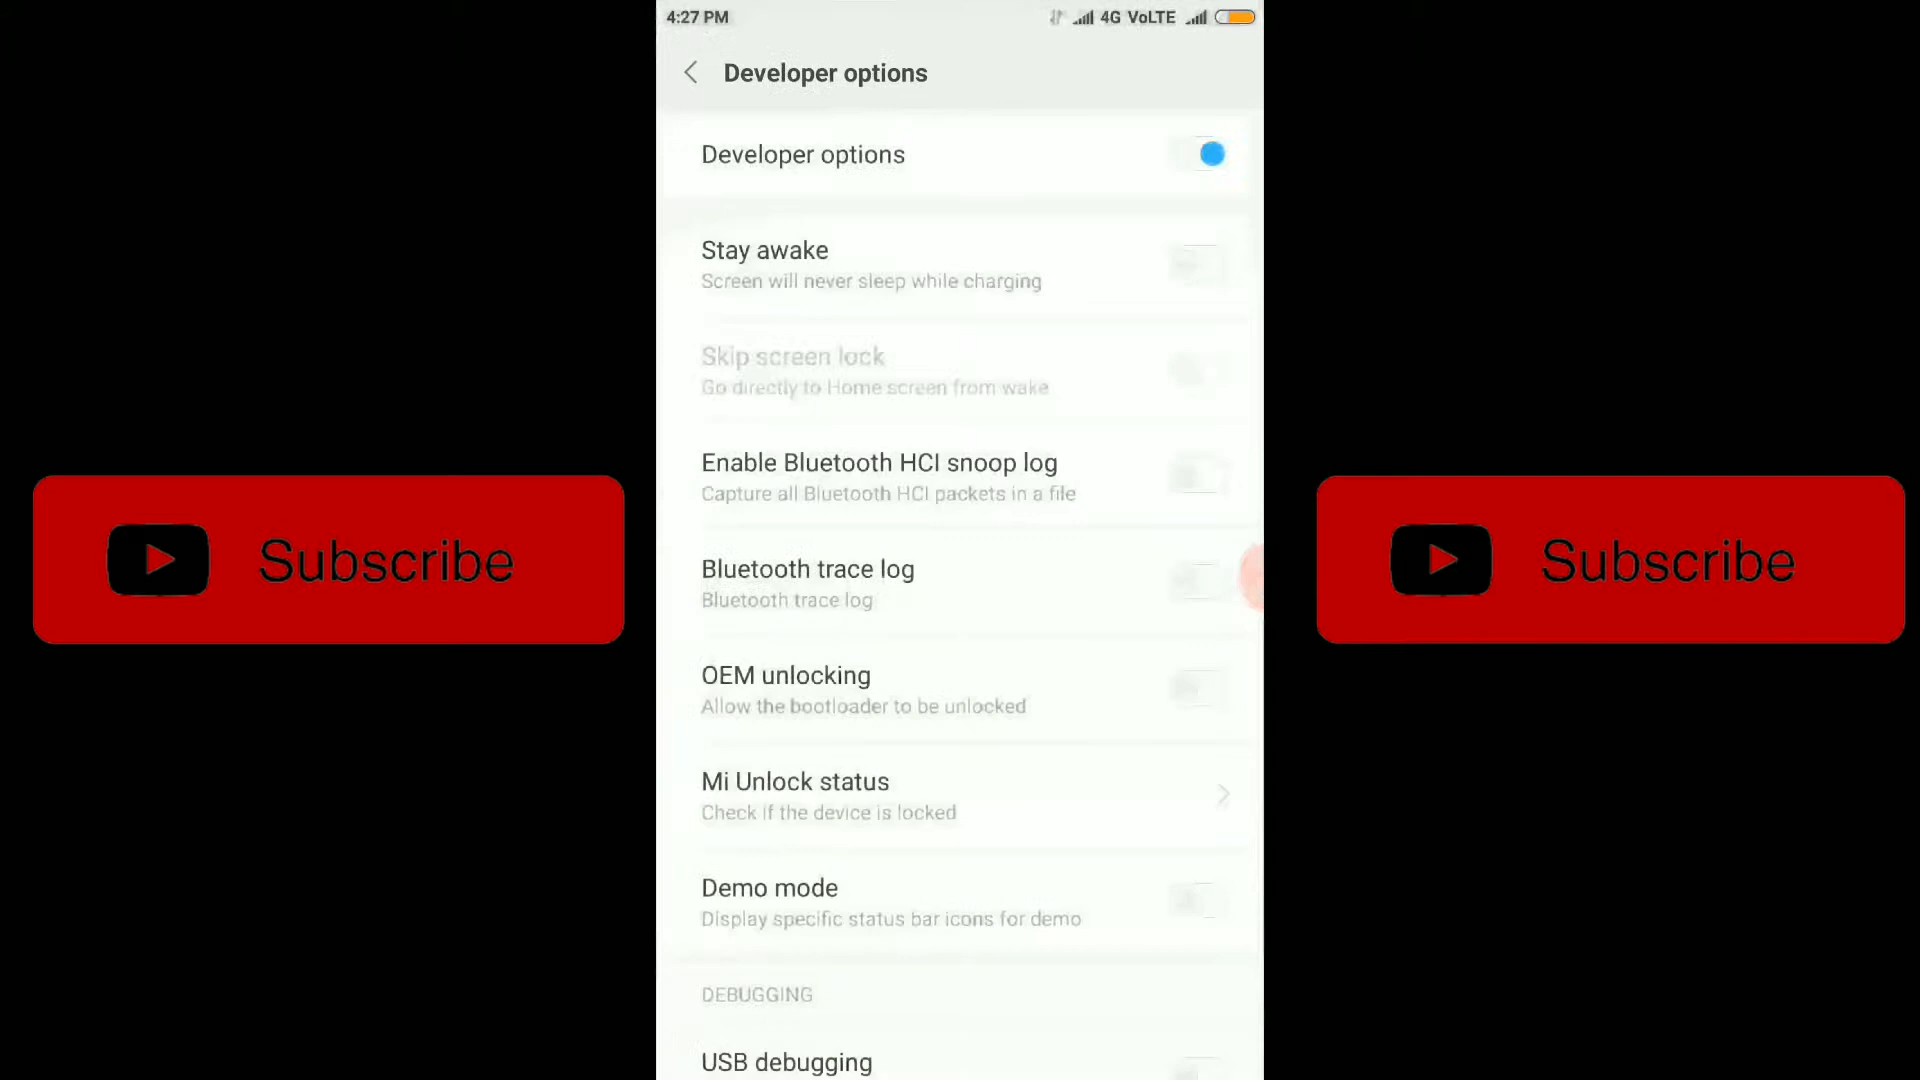 4:27 PM
4G VoLTE
Developer options
Developer options
Stay awake
Screen will never sleep while charging
Skip screen lock
Go directly to Home screen from wake
Enable Bluetooth HCI snoop log
Capture all Bluetooth HCI packets in a file
Bluetooth trace log
Bluetooth trace log
Subscribe
Subscribe
OEM unlocking
Allow the bootloader to be unlocked
Mi Unlock status
Check if the device is locked
Demo mode
Display specific status bar icons for demo
DEBUGGING
USB debugging